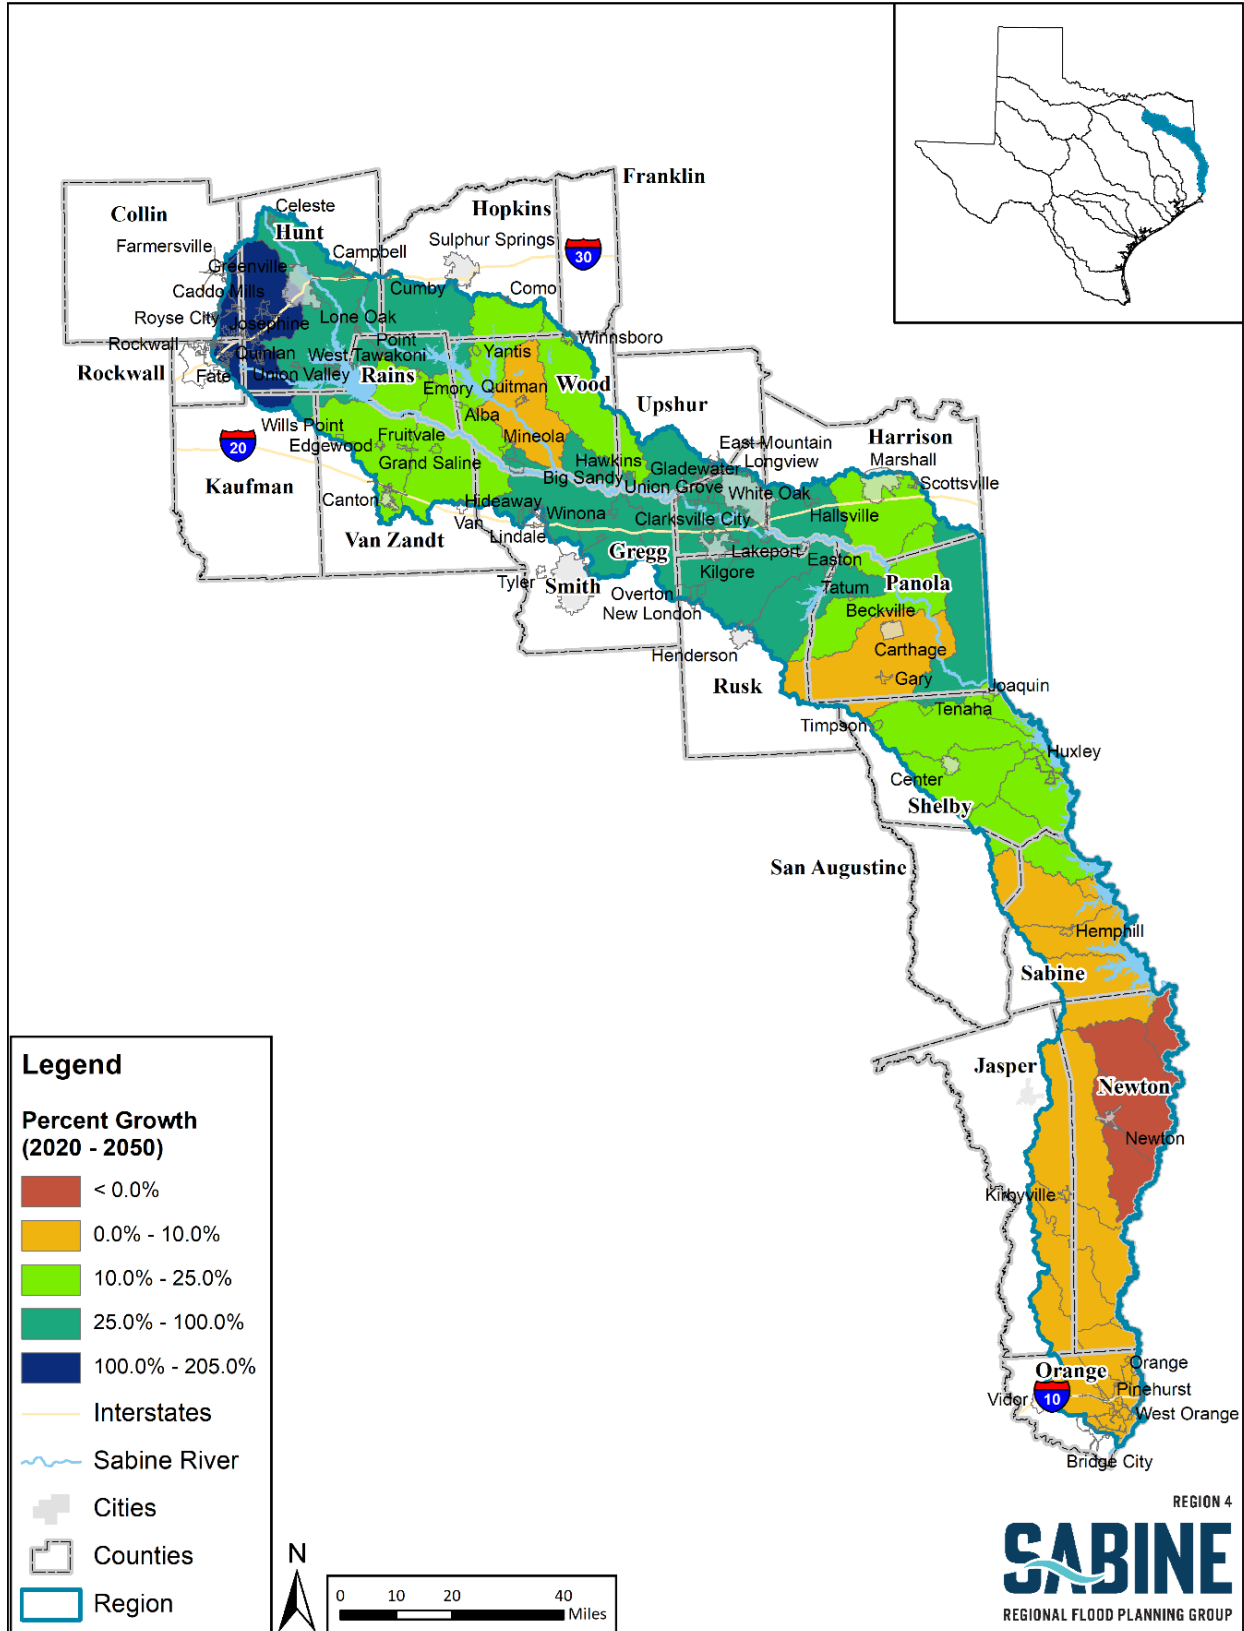 Franklin
Collin
Hopkins
Celeste
Hunt
Sulphur Springs
Farmersville
Campbell
30
Greenville
Cumby
Como
Caddo Mills
Royse City
Josephine
Lone Oak
Point
Winnsboro
Rockwall
Quinlan
West Tawakoni
Yantis
Rockwall
Fate
Union Valley
Rains
Emory
Quitman
Wood
Alba
Upshur
Wills Point
Fruitvale
Mineola
20
Edgewood
East Mountain
Harrison
Grand Saline
Hawkins
Gladewater
Longview
Marshall
Kaufman
Big Sandy
Union Grove
White Oak
Scottsville
Canton
Hideaway
Winona
Clarksville City
Hallsville
Van
Lindale
Van Zandt
Gregg
Lakeport
Easton
Tyler
Smith
Kilgore
Tatum
Panola
Overton
New London
Beckville
Henderson
Carthage
Rusk
Gary
Joaquin
Tenaha
Timpson
Huxley
Center
Shelby
San Augustine
Hemphill
Sabine
Jasper
Newton
Newton
Kirbyville
Orange
Orange
Pinehurst
Vidor
10
West Orange
Bridge City
Legend
Percent Growth
(2020 - 2050)
< 0.0%
0.0% - 10.0%
10.0% - 25.0%
25.0% - 100.0%
100.0% - 205.0%
Interstates
Sabine River
Cities
Counties
Region
N
0 10 20 40
Miles
REGION 4
SABINE
REGIONAL FLOOD PLANNING GROUP